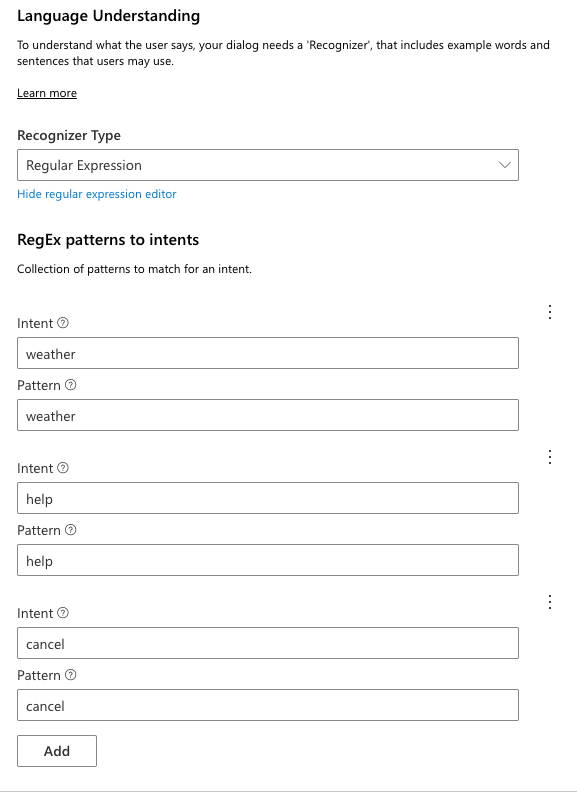 Language Understanding
To understand what the user says, your dialog needs a 'Recognizer', that includes example words and
sentences that users may use.
Learn more
Recognizer Type
Regular Expression
Hide regular expression editor
RegEx patterns to intents
Collection of patterns to match for an intent.
Intent
weather
Pattern
weather
Intent
help
Pattern
help
Intent
cancel
Pattern
cancel
Add